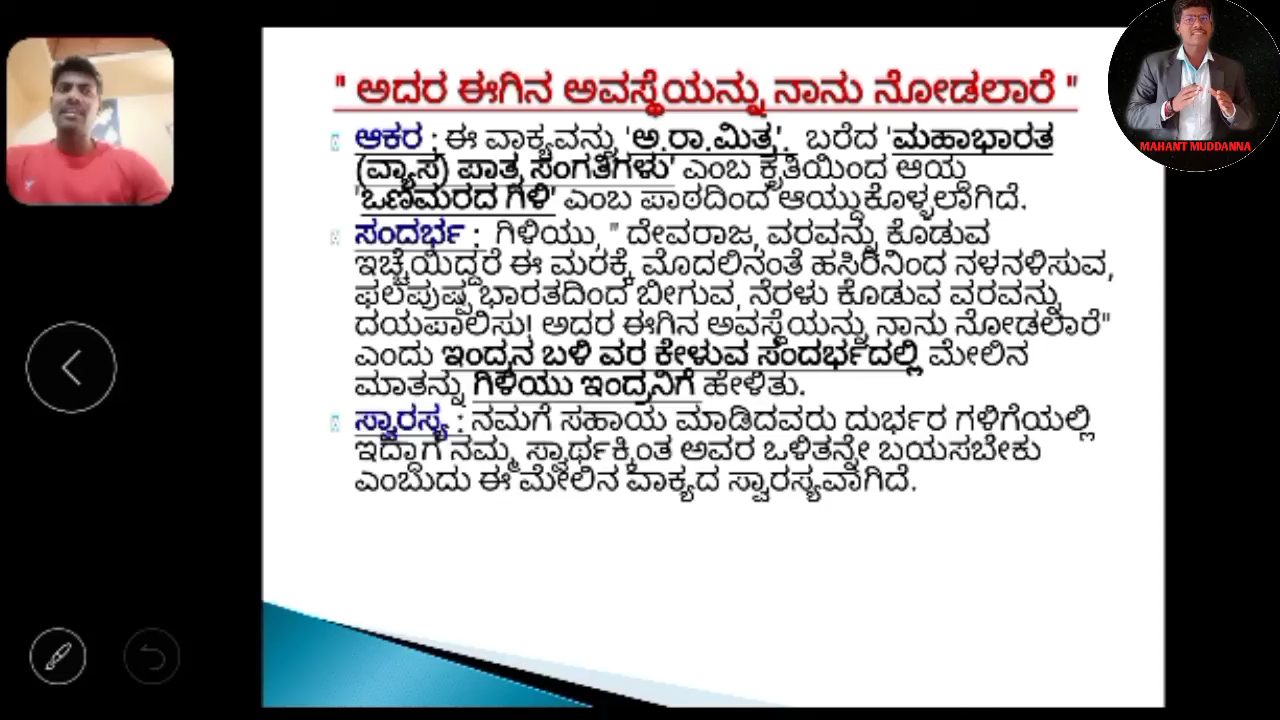 " ಅದರ ಈಗಿನ ಅವಸ್ಥೆಯನ್ನು ನಾನು ನೋಡಲಾರೆ "
ಆಕರ : ಈ ವಾಕ್ಯವನ್ನು 'ಅ.ರಾ.ಮಿತ್ರ'. ಬರೆದ 'ಮಹಾಭಾರತ
(ವ್ಯಾಸ) ಪಾತ್ರ ಸಂಗತಿಗಳು' ಎಂಬ ಕೃತಿಯಿಂದ ಆಯ್ದ
'ಒಣಮರದ ಗಿಳಿ' ಎಂಬ ಪಾಠದಿಂದ ಆಯ್ದುಕೊಳ್ಳಲಾಗಿದೆ.
ಸಂದರ್ಭ : ಗಿಳಿಯು, " ದೇವರಾಜ, ವರವನ್ನು ಕೊಡುವ
ಇಚ್ಚೆಯಿದ್ದರೆ ಈ ಮರಕ್ಕೆ ಮೊದಲಿನಂತೆ ಹಸಿರಿನಿಂದ ನಳನಳಿಸುವ,
ಫಲಪುಷ್ಪ ಭಾರತದಿಂದ ಬೀಗುವ, ನೆರಳು ಕೊಡುವ ವರವನ್ನು
ದಯಪಾಲಿಸು! ಅದರ ಈಗಿನ ಅವಸ್ಥೆಯನ್ನು ನಾನು ನೋಡಲಾರೆ"
ಎಂದು ಇಂದ್ರನ ಬಳಿ ವರ ಕೇಳುವ ಸಂದರ್ಭದಲ್ಲಿ ಮೇಲಿನ
ಮಾತನ್ನು ಗಿಳಿಯು ಇಂದ್ರನಿಗೆ ಹೇಳಿತು.
ಸ್ವಾರಸ್ಯ : ನಮಗೆ ಸಹಾಯ ಮಾಡಿದವರು ದುರ್ಭರ ಗಳಿಗೆಯಲ್ಲಿ
ಇದ್ದಾಗ ನಮ್ಮ ಸ್ವಾರ್ಥಕ್ಕಿಂತ ಅವರ ಒಳಿತನ್ನೇ ಬಯಸಬೇಕು
ಎಂಬುದು ಈ ಮೇಲಿನ ವಾಕ್ಯದ ಸ್ವಾರಸ್ಯವಾಗಿದೆ.
MAHANT MUDDANNA